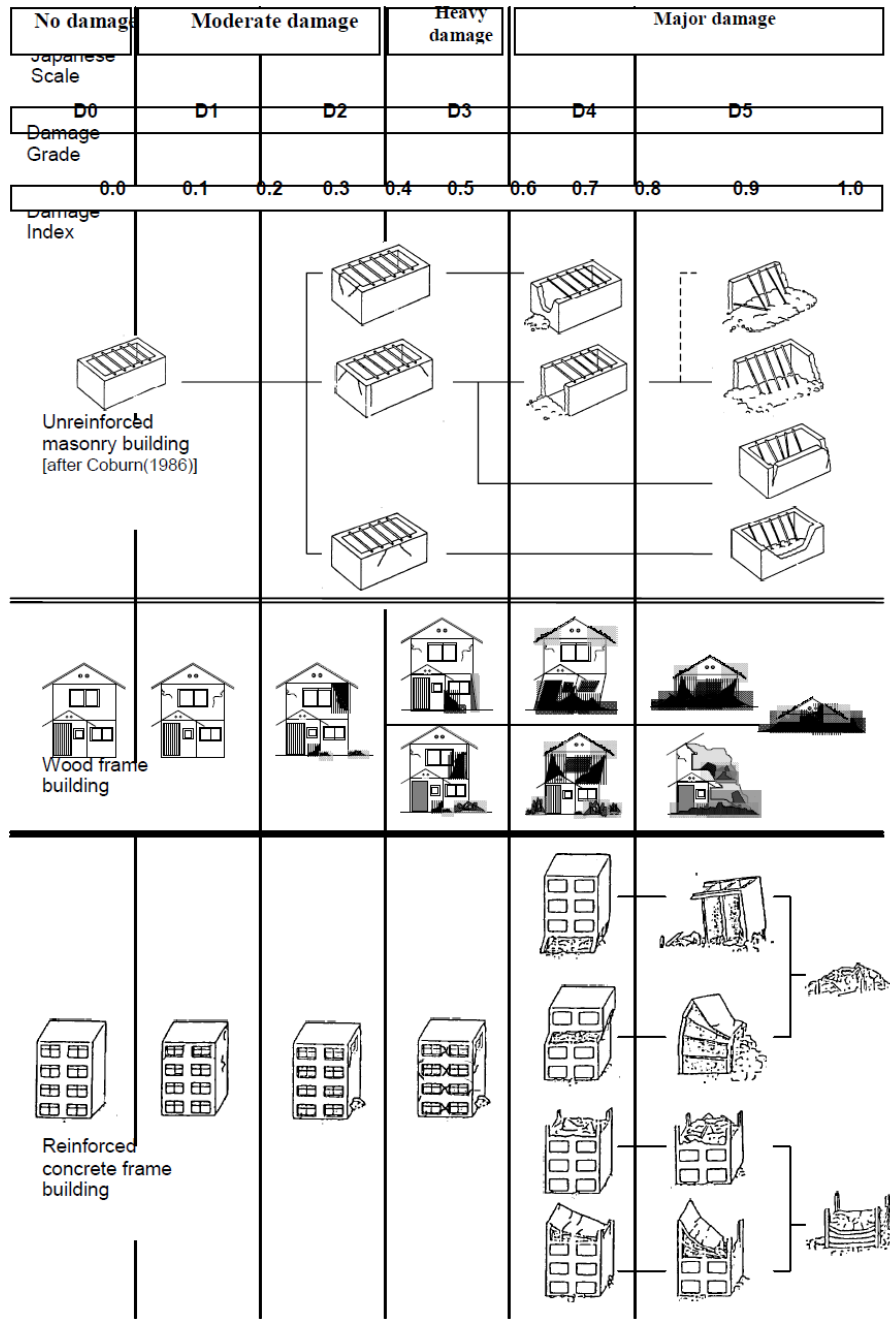 No damage Moderate damage Heavy damage Major damage
Japanese
Scale
D0 D1 D2 D3 D4 D5
Damage
Grade
0.0 0.1 0.2 0.3 0.4 0.5 0.6 0.7 0.8 0.9 1.0
Damage
Index
Unreinforced
masonry building
[after Coburn(1986)]
Wood frame
building
Reinforced
concrete frame
building